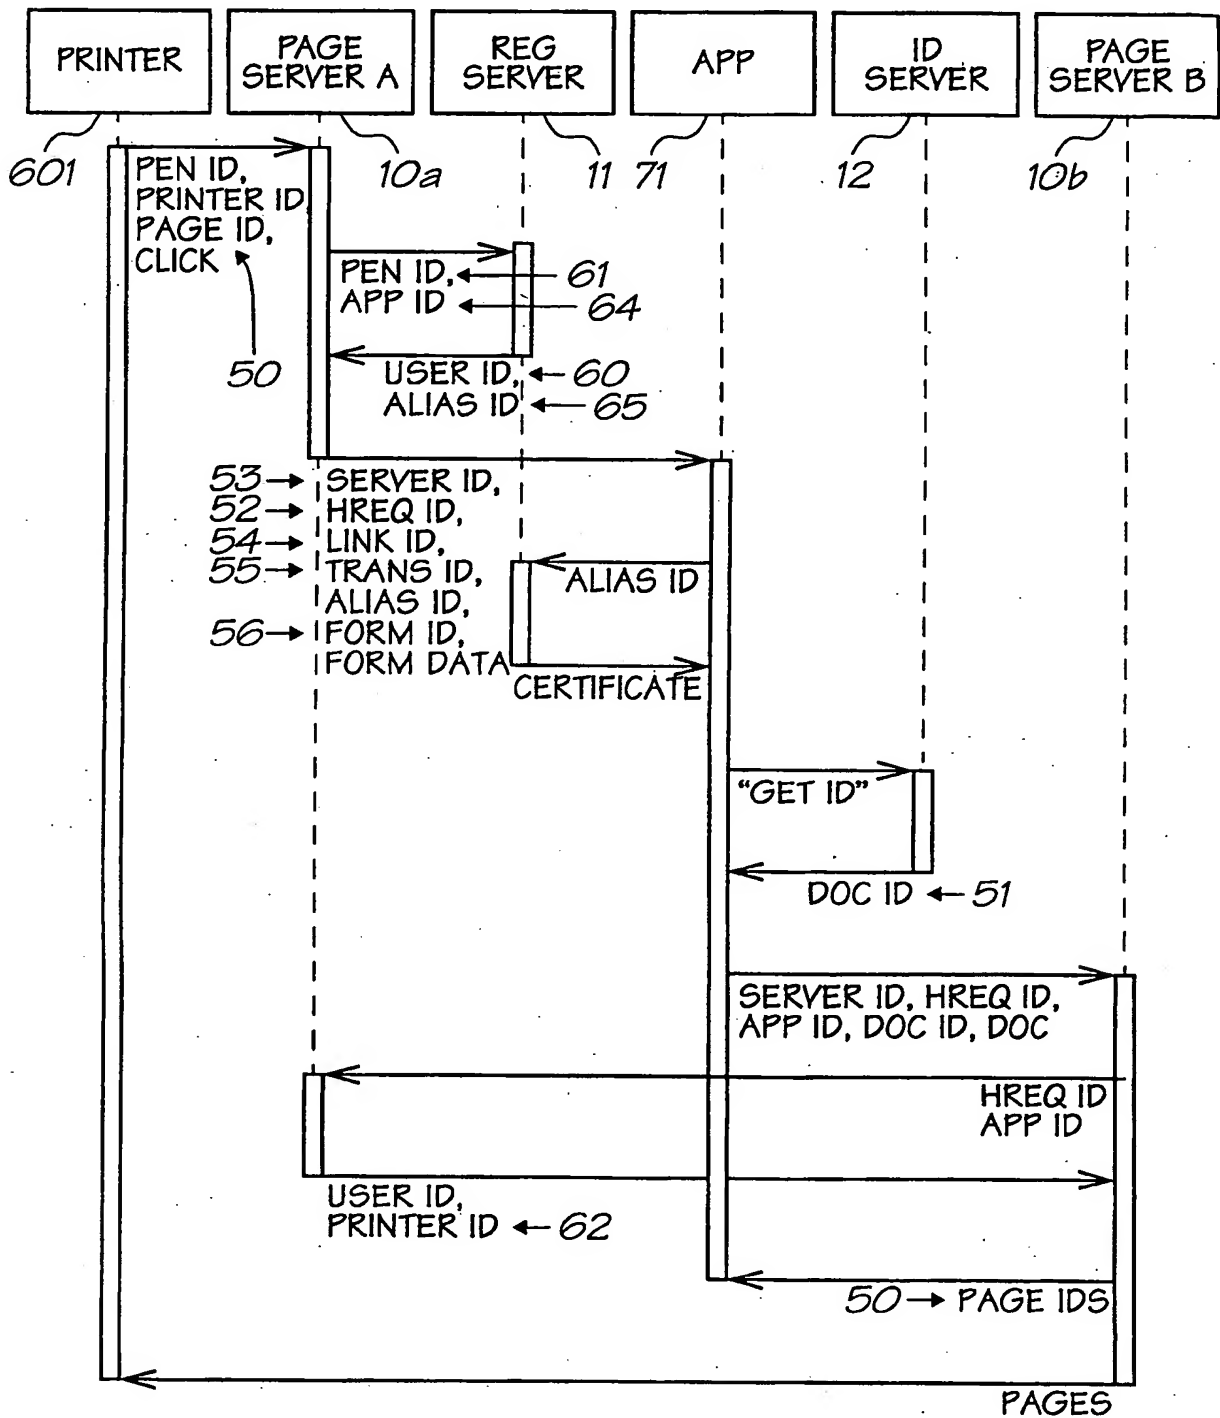 PRINTER
PAGE
SERVER A
REG
SERVER
APP
ID
SERVER
PAGE
SERVER B
601
10a
11
71
12
10b
PEN ID,
PRINTER ID
PAGE ID,
CLICK
50
PEN ID,
61
APP ID
64
USER ID,
60
ALIAS ID
65
53 SERVER ID,
52 HREQ ID,
54 LINK ID,
55 TRANS ID,
ALIAS ID,
56 FORM ID,
FORM DATA
ALIAS ID
CERTIFICATE
“GET ID”
DOC ID
51
SERVER ID, HREQ ID,
APP ID, DOC ID, DOC
HREQ ID
APP ID
USER ID,
PRINTER ID
62
50 PAGE IDS
PAGES